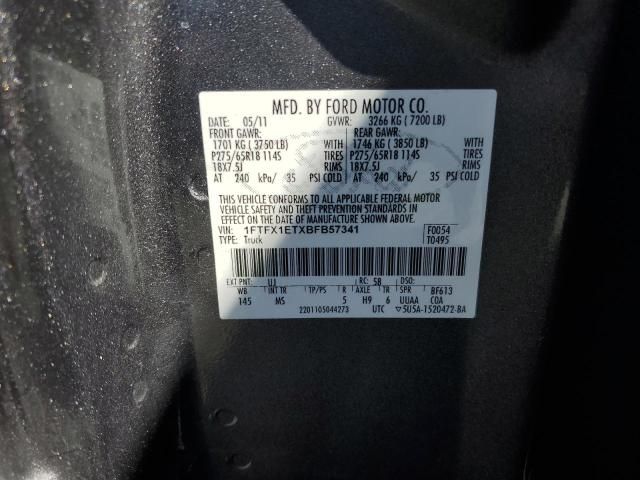 MFD. BY FORD MOTOR CO.
DATE: 05/11 GVWR: 3266 KG ( 7200 LB)
FRONT GAWR: REAR GAWR:
1701 KG ( 3750 LB) WITH 1746 KG ( 3850 LB) WITH
P275/65R18 114S TIRES P275/65R18 114S TIRES
18X7.5J RIMS 18X7.5J RIMS
AT 240 kPa/ 35 PSI COLD AT 240 kPa/ 35 PSI COLD
THIS VEHICLE CONFORMS TO ALL APPLICABLE FEDERAL MOTOR
VEHICLE SAFETY AND THEFT PREVENTION STANDARDS IN
EFFECT ON THE DATE OF MANUFACTURE SHOWN ABOVE.
VIN: 1FTFX1ETXBFB57341 F0054
TYPE: Truck T0495
EXT PNT: UJ RC: 58 DSO:
WB INT TR TP/PS R AXLE TR SPR BF613
145 MS 5 H9 6 UUAA COA
2201105044273 UTC ▽5U5A-1520472-BA